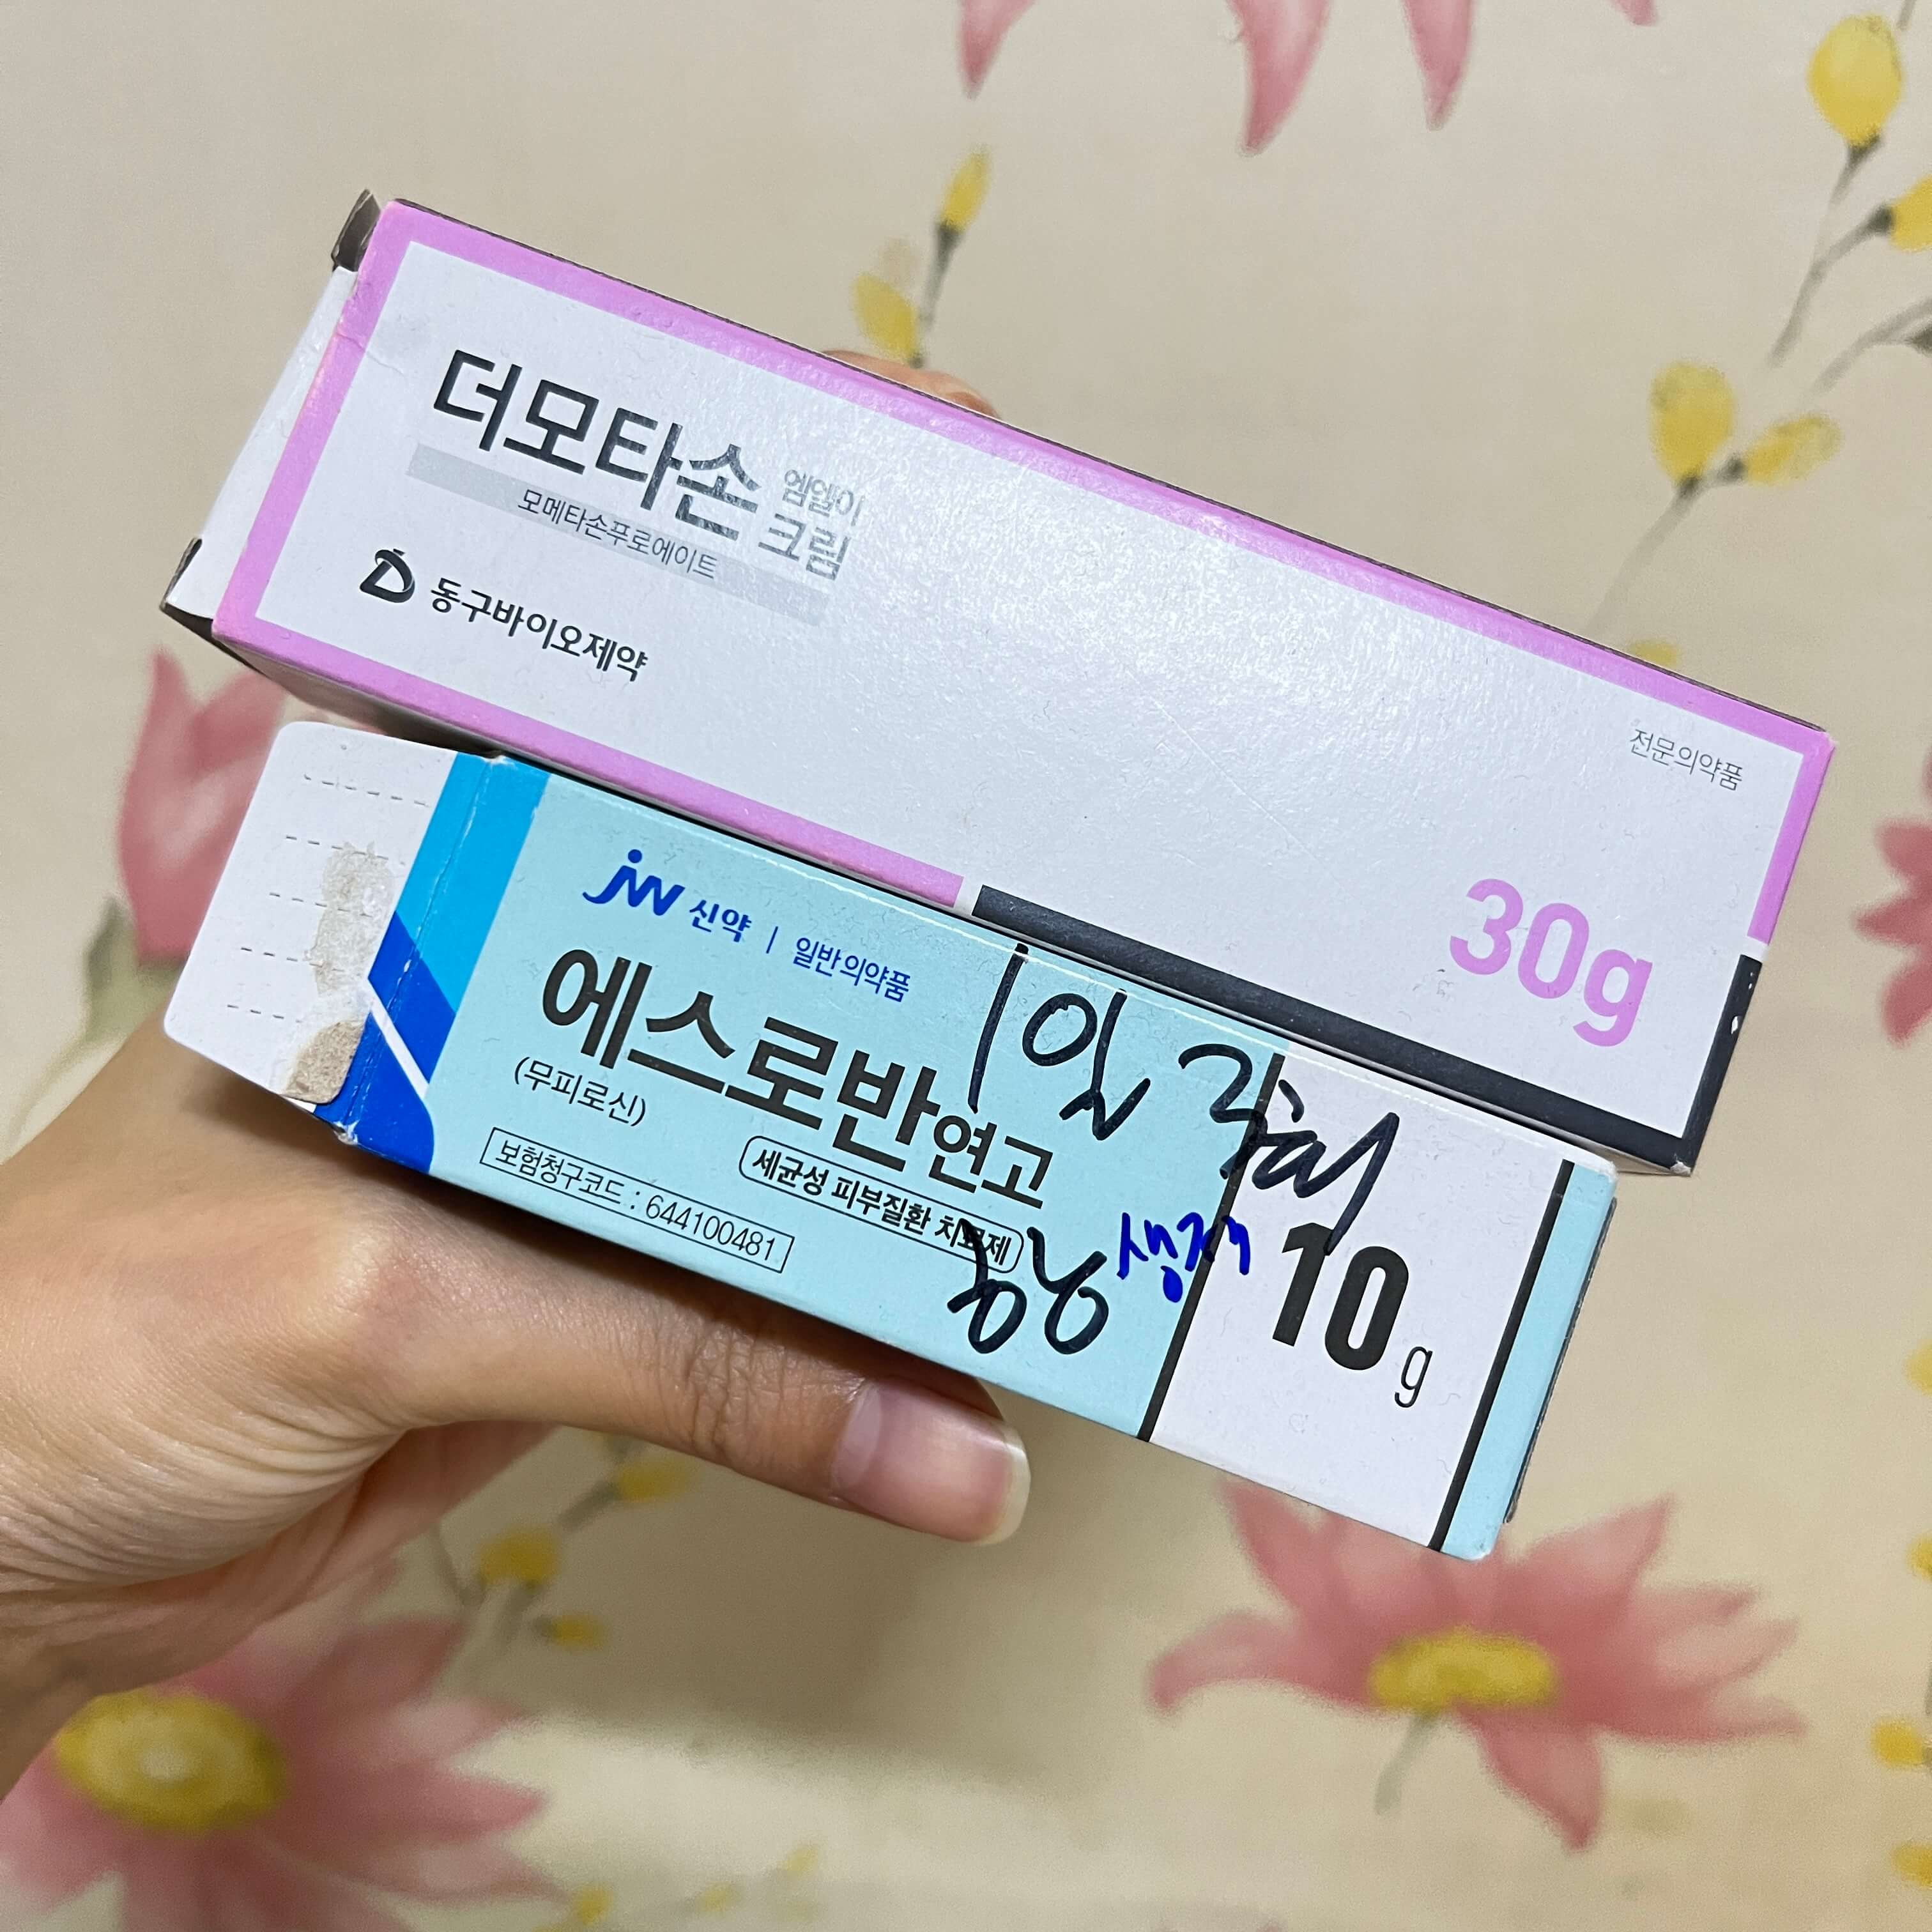 더모타손 엠엘이
크림
모메타손푸로에이트
동구바이오제약
전문의약품
30g
jw 신약 | 일반의약품
에스로반연고
(무피로신)
세균성 피부질환 치료제
보험청구코드 : 644100481
1일
10 g